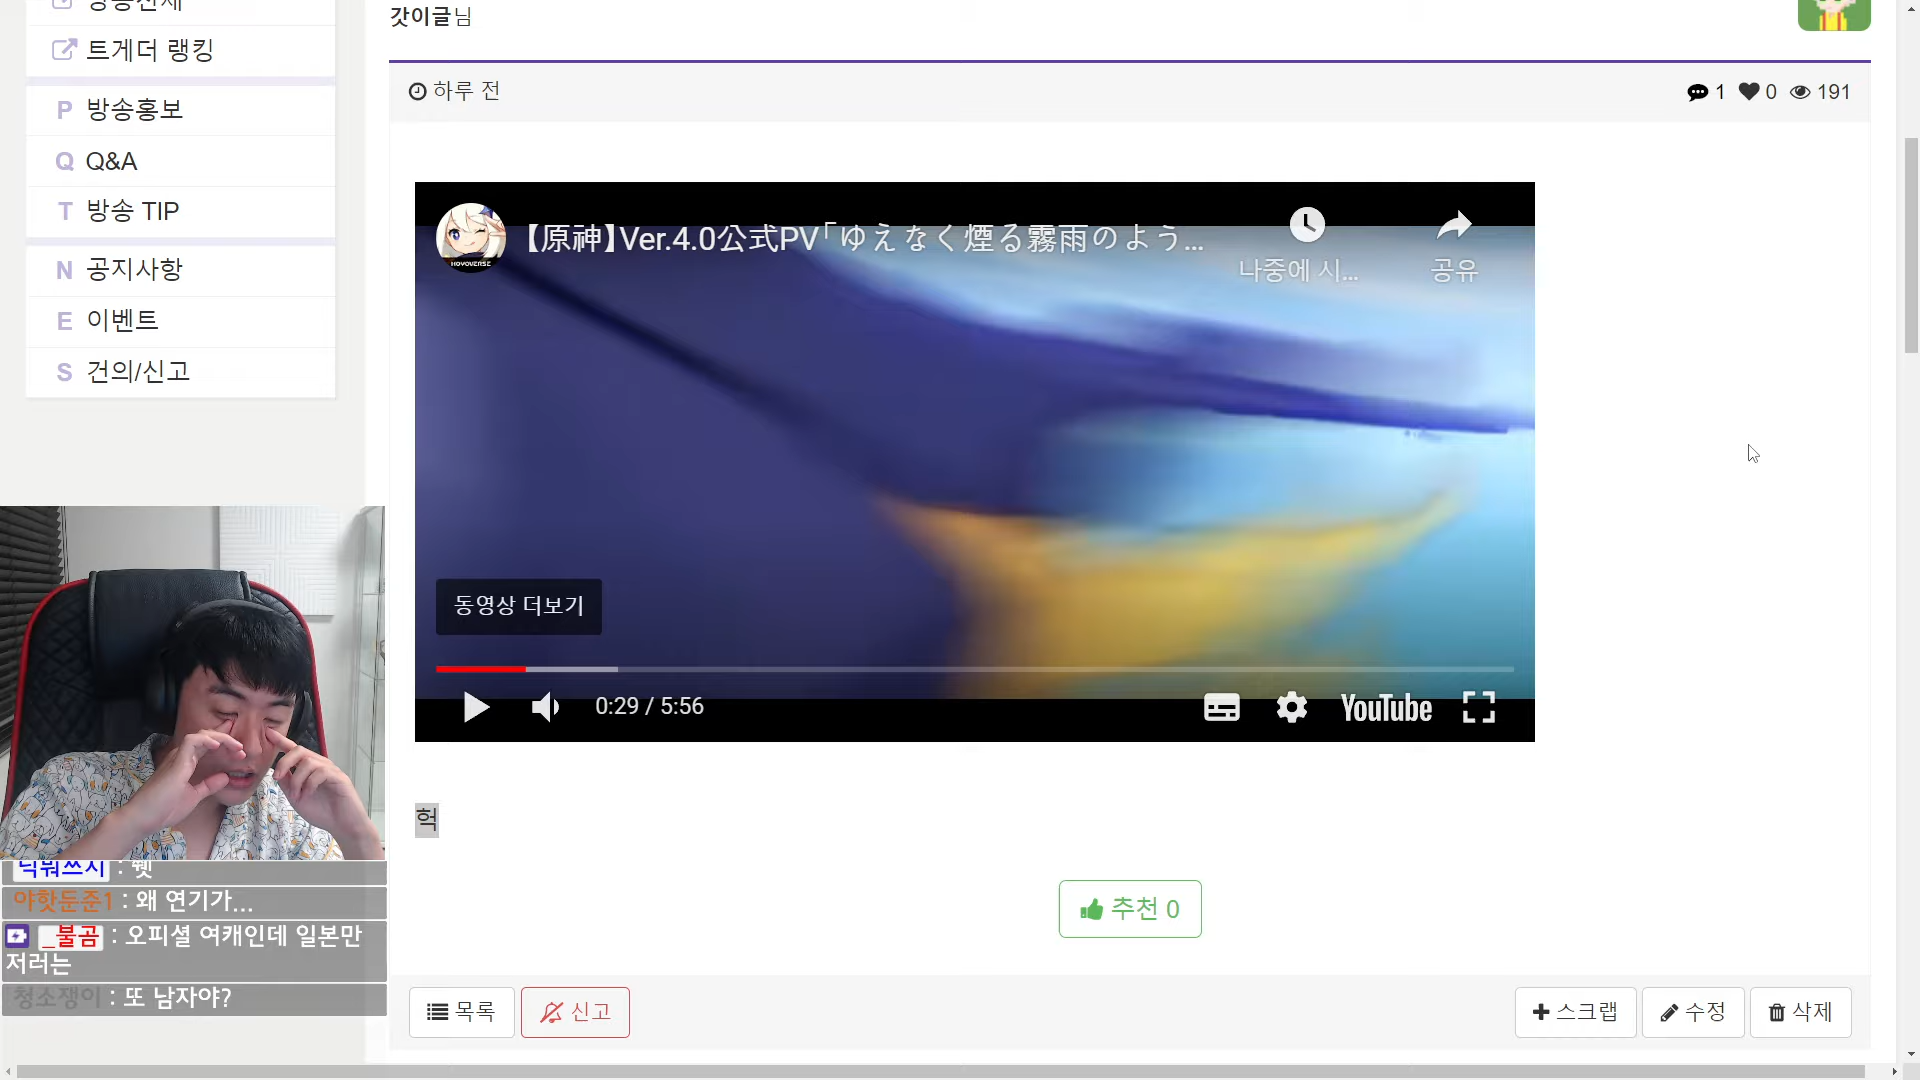 트게더 랭킹
P 방송홍보
Q Q&A
T 방송 TIP
N 공지사항
E 이벤트
S 건의/신고
갓이글님
하루 전
1 0 191
【原神】Ver.4.0公式PV「ゆえなく煙る霧雨のよう...
나중에 시...
공유
HOYOVERSE
동영상 더보기
0:29 / 5:56
YouTube
혁
추천 0
목록
신고
스크랩
수정
삭제
: 쉣
야핫둔준1 : 왜 연기가...
_불곰 : 오피셜 여캐인데 일본만
저러는
청소쟁이 : 또 남자야?